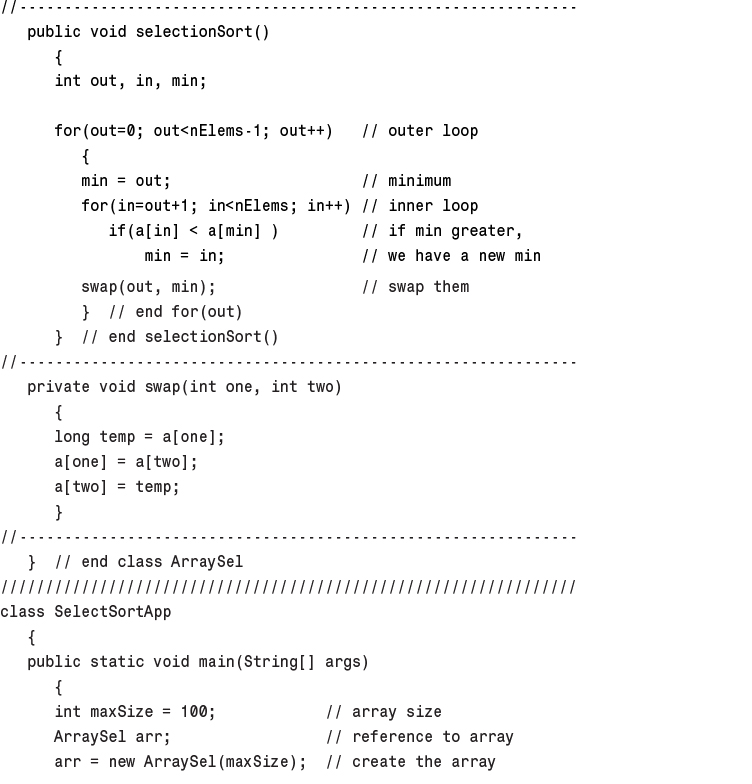 //--------------------------------------------------------------
   public void selectionSort()
      {
      int out, in, min;

      for(out=0; out<nElems-1; out++)   // outer loop
         {
         min = out;                     // minimum
         for(in=out+1; in<nElems; in++) // inner loop
            if(a[in] < a[min] )         // if min greater,
                min = in;               // we have a new min
         swap(out, min);                // swap them
         }  // end for(out)
      }  // end selectionSort()
//--------------------------------------------------------------
   private void swap(int one, int two)
      {
      long temp = a[one];
      a[one] = a[two];
      a[two] = temp;
      }
//--------------------------------------------------------------
   }  // end class ArraySel
////////////////////////////////////////////////////////////////
class SelectSortApp
   {
   public static void main(String[] args)
      {
      int maxSize = 100;            // array size
      ArraySel arr;                 // reference to array
      arr = new ArraySel(maxSize);  // create the array